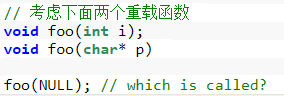 // 考虑下面两个重载函数
void foo(int i);
void foo(char* p)
foo(NULL); // which is called?